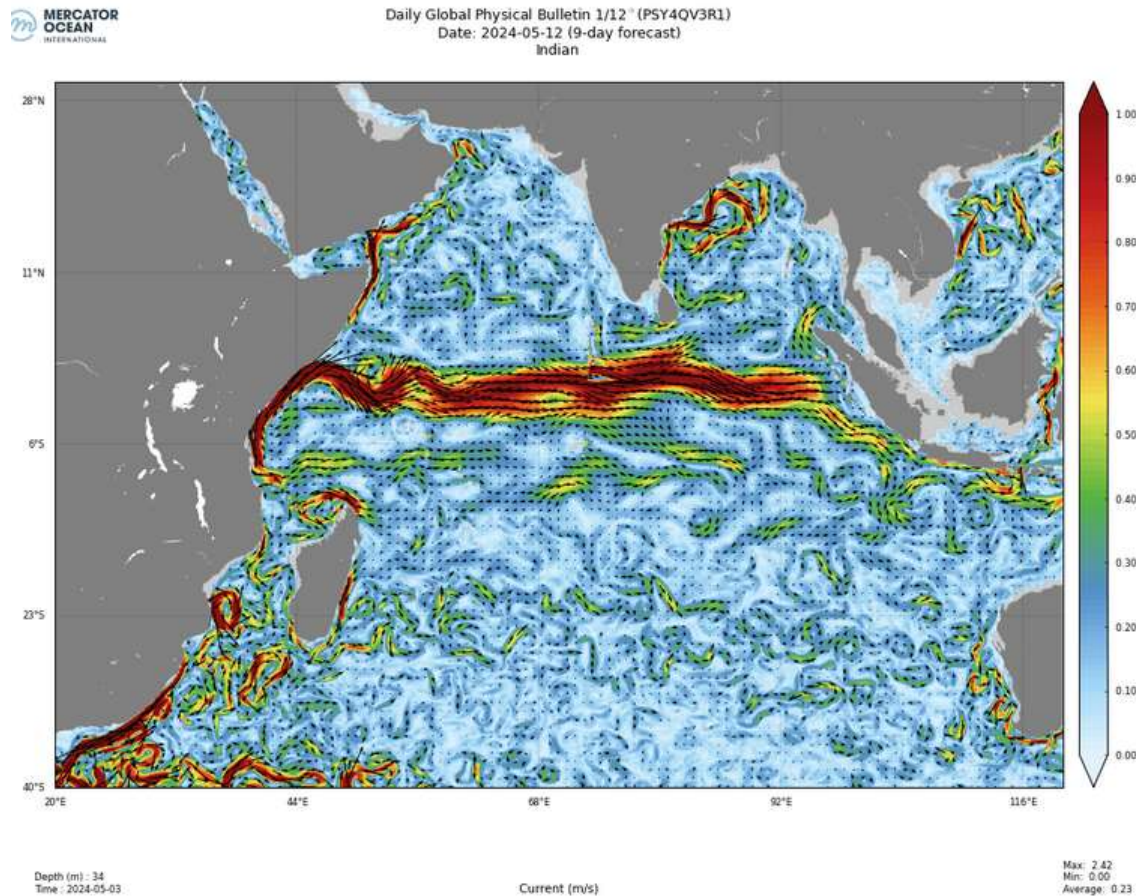 MERCATOR
OCEAN
INTERNATIONAL
Daily Global Physical Bulletin 1/12° (PSY4QV3R1)
Date: 2024-05-12 (9-day forecast)
Indian
28°N
11°N
6°S
23°S
40°S
20°E
44°E
68°E
92°E
116°E
1.00
0.90
0.80
0.70
0.60
0.50
0.40
0.30
0.20
0.10
0.00
Depth (m) : 34
Time : 2024-05-03
Current (m/s)
Max: 2.42
Min: 0.00
Average: 0.23